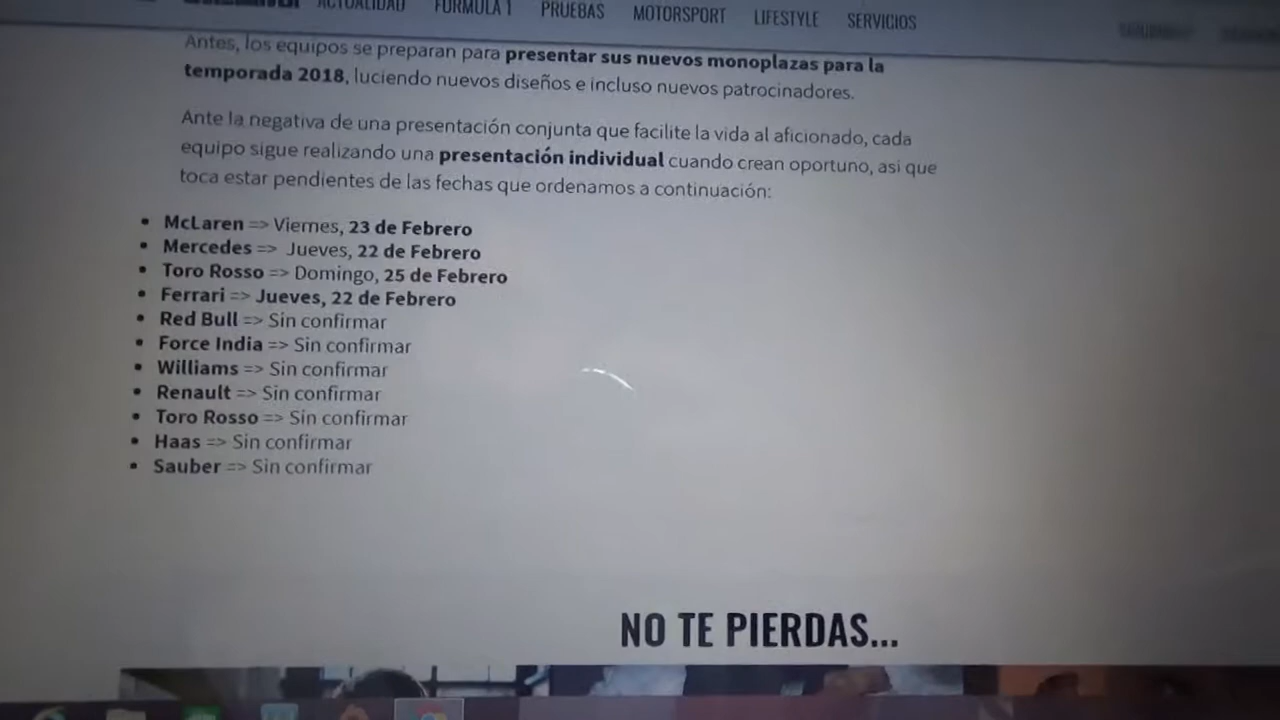 ACTUALIDAD FÓRMULA 1 PRUEBAS MOTORSPORT LIFESTYLE SERVICIOS
Antes, los equipos se preparan para presentar sus nuevos monoplazas para la
temporada 2018, luciendo nuevos diseños e incluso nuevos patrocinadores.
Ante la negativa de una presentación conjunta que facilite la vida al aficionado, cada
equipo sigue realizando una presentación individual cuando crean oportuno, asi que
toca estar pendientes de las fechas que ordenamos a continuación:
• McLaren => Viernes, 23 de Febrero
• Mercedes => Jueves, 22 de Febrero
• Toro Rosso => Domingo, 25 de Febrero
• Ferrari => Jueves, 22 de Febrero
• Red Bull => Sin confirmar
• Force India => Sin confirmar
• Williams => Sin confirmar
• Renault => Sin confirmar
• Toro Rosso => Sin confirmar
• Haas => Sin confirmar
• Sauber => Sin confirmar
NO TE PIERDAS...